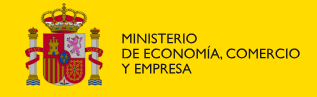 MINISTERIO
DE ECONOMÍA, COMERCIO
Y EMPRESA